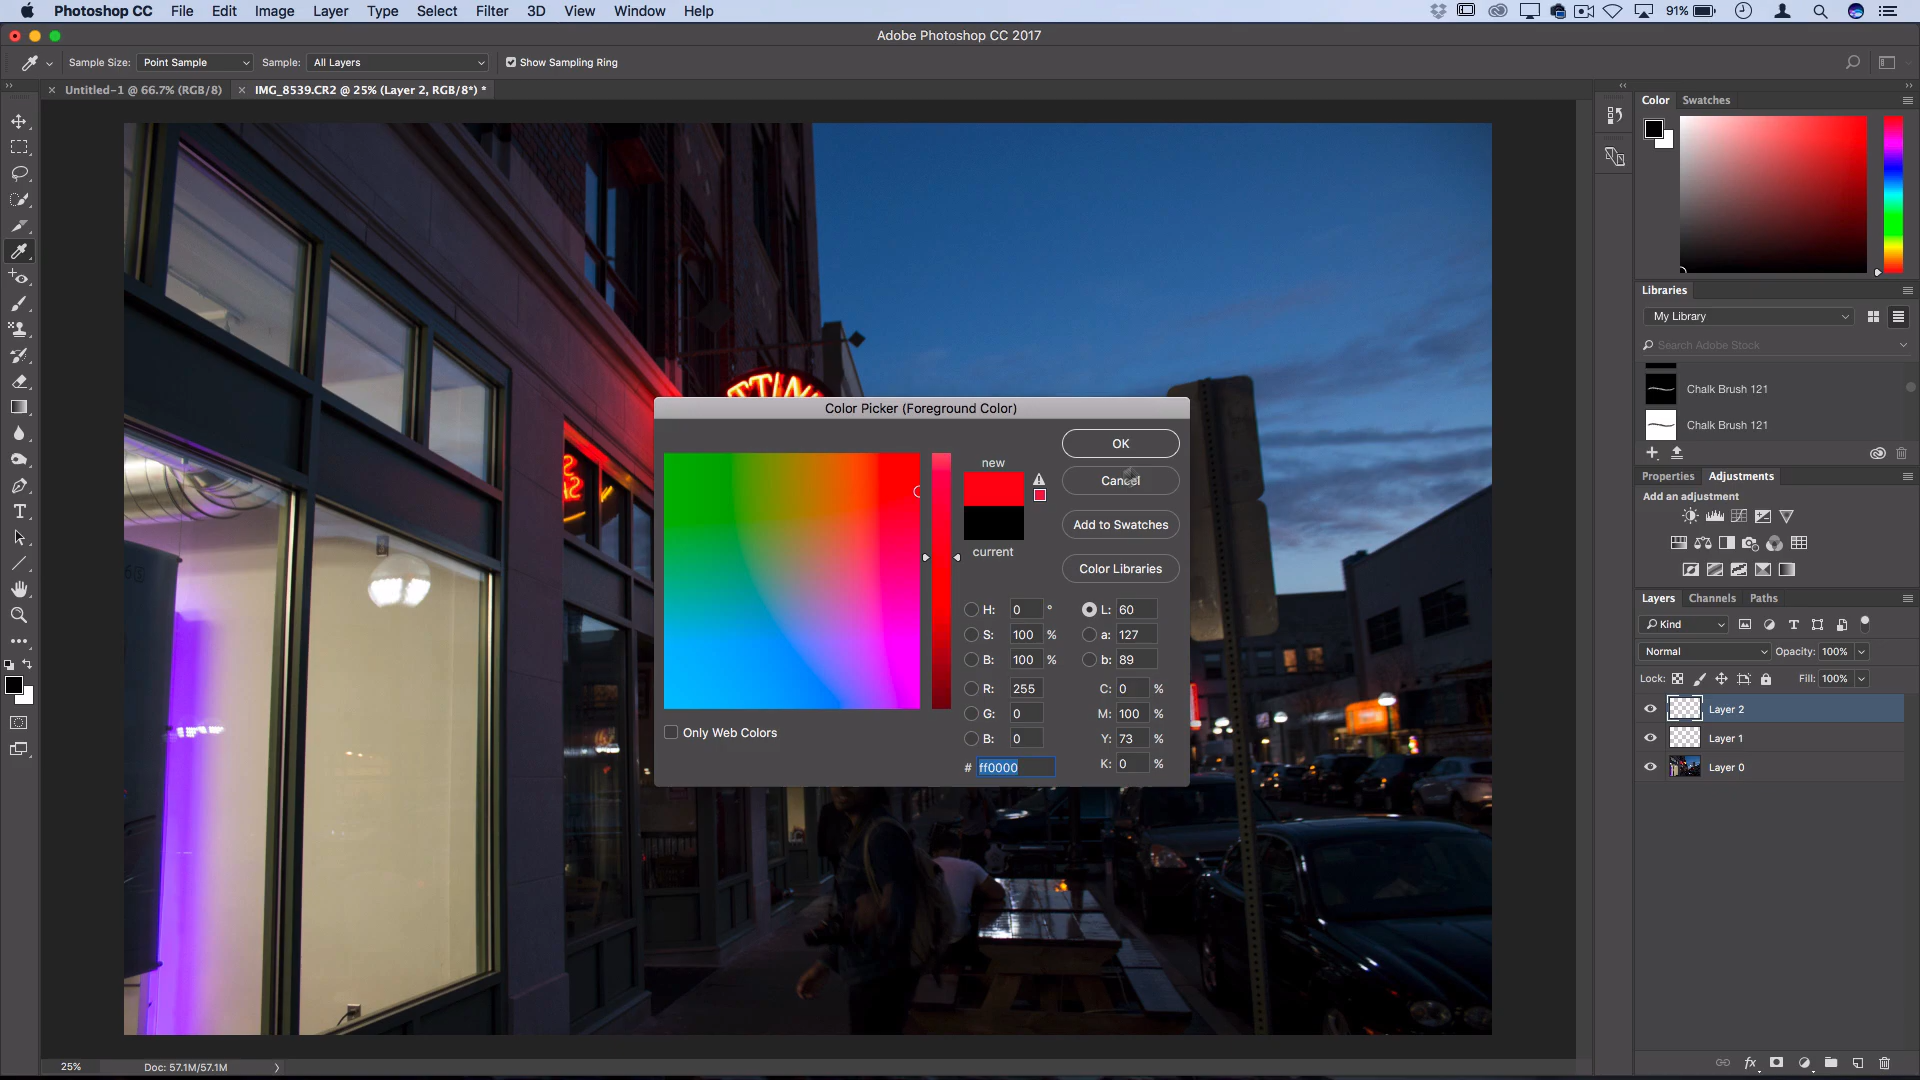 Photoshop CC File Edit Image Layer Type Select Filter 3D View Window Help 91%
Adobe Photoshop CC 2017
Sample Size: Point Sample Sample: All Layers Show Sampling Ring
Untitled-1 @ 66.7% (RGB/8) IMG_8539.CR2 @ 25% (Layer 2, RGB/8*) *
Color Swatches
Libraries
My Library
Search Adobe Stock
Chalk Brush 121
Chalk Brush 121
Properties Adjustments
Add an adjustment
Layers Channels Paths
Kind
Normal Opacity: 100%
Lock: Fill: 100%
Layer 2
Layer 1
Layer 0
TTING
Color Picker (Foreground Color)
new
current
OK
Cancel
Add to Swatches
Color Libraries
H: 0 ° L: 60
S: 100 % a: 127
B: 100 % b: 89
R: 255 C: 0 %
G: 0 M: 100 %
B: 0 Y: 73 %
# ff0000 K: 0 %
Only Web Colors
25% Doc: 57.1M/57.1M